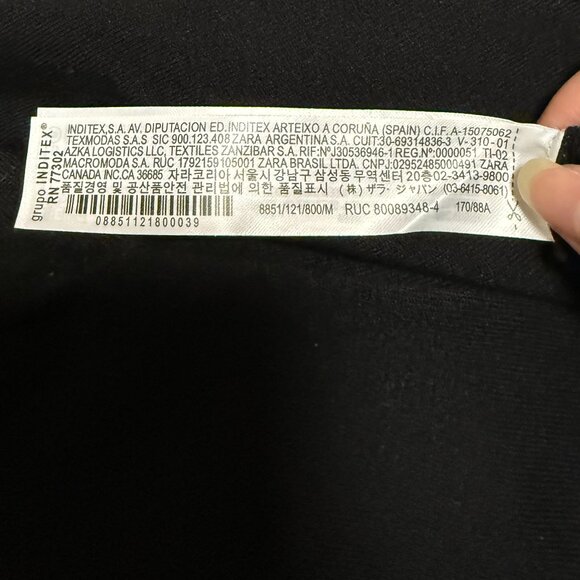 grupo INDITEX®
RN 77302
INDITEX,S.A. AV. DIPUTACION ED. INDITEX ARTEIXO A CORUÑA (SPAIN) C.I.F. A-15075062
TEXMODAS S.A.S SIC 900.123.408 ZARA ARGENTINA S.A. CUIT:30-69314836-3 V-310-01
AZKA LOGISTICS LLC, TEXTILES ZANZIBAR S.A. RIF:Nº:J30536946-1 REG.Nº:0000051 TI-02
MACROMODA S.A. RUC 1792159105001 ZARA BRASIL LTDA. CNPJ:02952485000491 ZARA
CANADA INC.CA 36685 자라코리아 서울시 강남구 삼성동 무역센터 20층 02-3413-9800
품질경영 및 공산품안전 관리법에 의한 품질표시 (株) ザラ・ジャパン (03-6415-8061)
8851/121/800/M RUC 80089348-4 170/88A
08851121800039